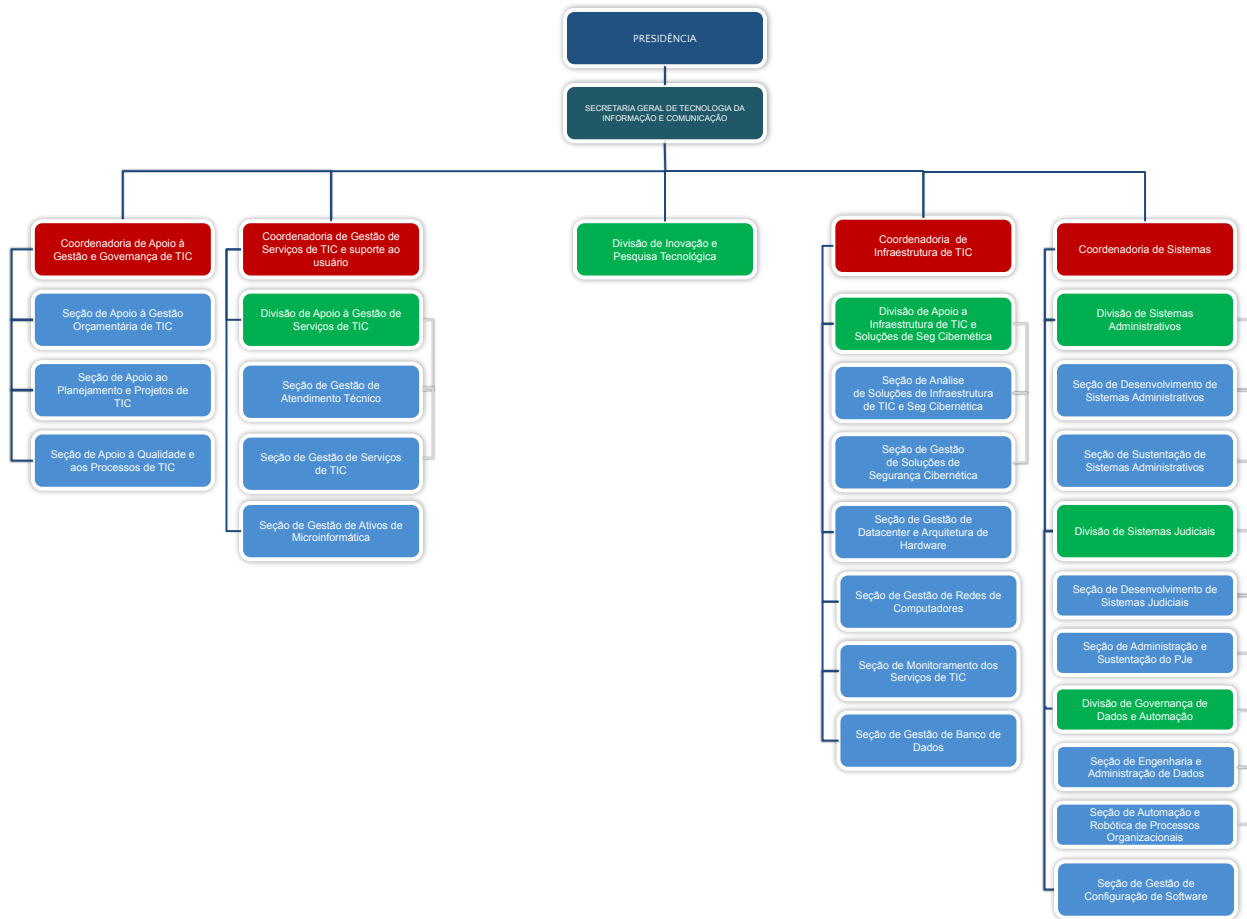 PRESIDÊNCIA
SECRETARIA GERAL DE TECNOLOGIA DA
INFORMAÇÃO E COMUNICAÇÃO
Coordenadoria de Apoio à
Gestão e Governança de TIC
Seção de Apoio à Gestão
Orçamentária de TIC
Seção de Apoio ao
Planejamento e Projetos de
TIC
Seção de Apoio à Qualidade e
aos Processos de TIC
Coordenadoria de Gestão de
Serviços de TIC e suporte ao
usuário
Divisão de Apoio à Gestão de
Serviços de TIC
Seção de Gestão de
Atendimento Técnico
Seção de Gestão de Serviços
de TIC
Seção de Gestão de Ativos de
Microinformática
Divisão de Inovação e
Pesquisa Tecnológica
Coordenadoria de
Infraestrutura de TIC
Divisão de Apoio a
Infraestrutura de TIC e
Soluções de Seg Cibernética
Seção de Análise
de Soluções de Infraestrutura
de TIC e Seg Cibernética
Seção de Gestão
de Soluções de
Segurança Cibernética
Seção de Gestão de
Datacenter e Arquitetura de
Hardware
Seção de Gestão de Redes de
Computadores
Seção de Monitoramento dos
Serviços de TIC
Seção de Gestão de Banco de
Dados
Coordenadoria de Sistemas
Divisão de Sistemas
Administrativos
Seção de Desenvolvimento de
Sistemas Administrativos
Seção de Sustentação de
Sistemas Administrativos
Divisão de Sistemas Judiciais
Seção de Desenvolvimento de
Sistemas Judiciais
Seção de Administração e
Sustentação do PJe
Divisão de Governança de
Dados e Automação
Seção de Engenharia e
Administração de Dados
Seção de Automação e
Robótica de Processos
Organizacionais
Seção de Gestão de
Configuração de Software